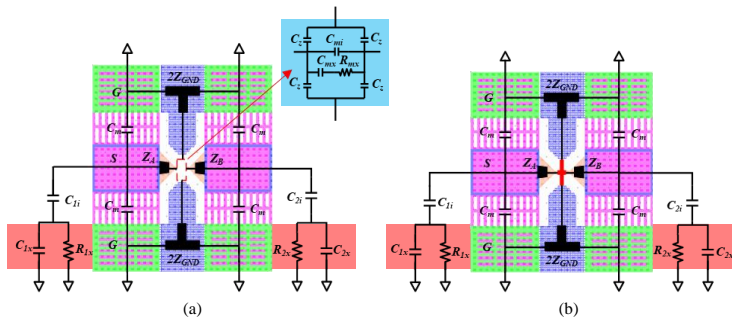 C_z C_mi C_z
C_mx R_mx
C_z C_z
2Z_GND
G
C_m C_m
S Z_A Z_B
C_1i C_m C_m C_2i
C_1x R_1x G R_2x C_2x
2Z_GND
(a)
2Z_GND
G
C_m C_m
S Z_A Z_B
C_1i C_m C_m C_2i
C_1x R_1x G R_2x C_2x
2Z_GND
(b)